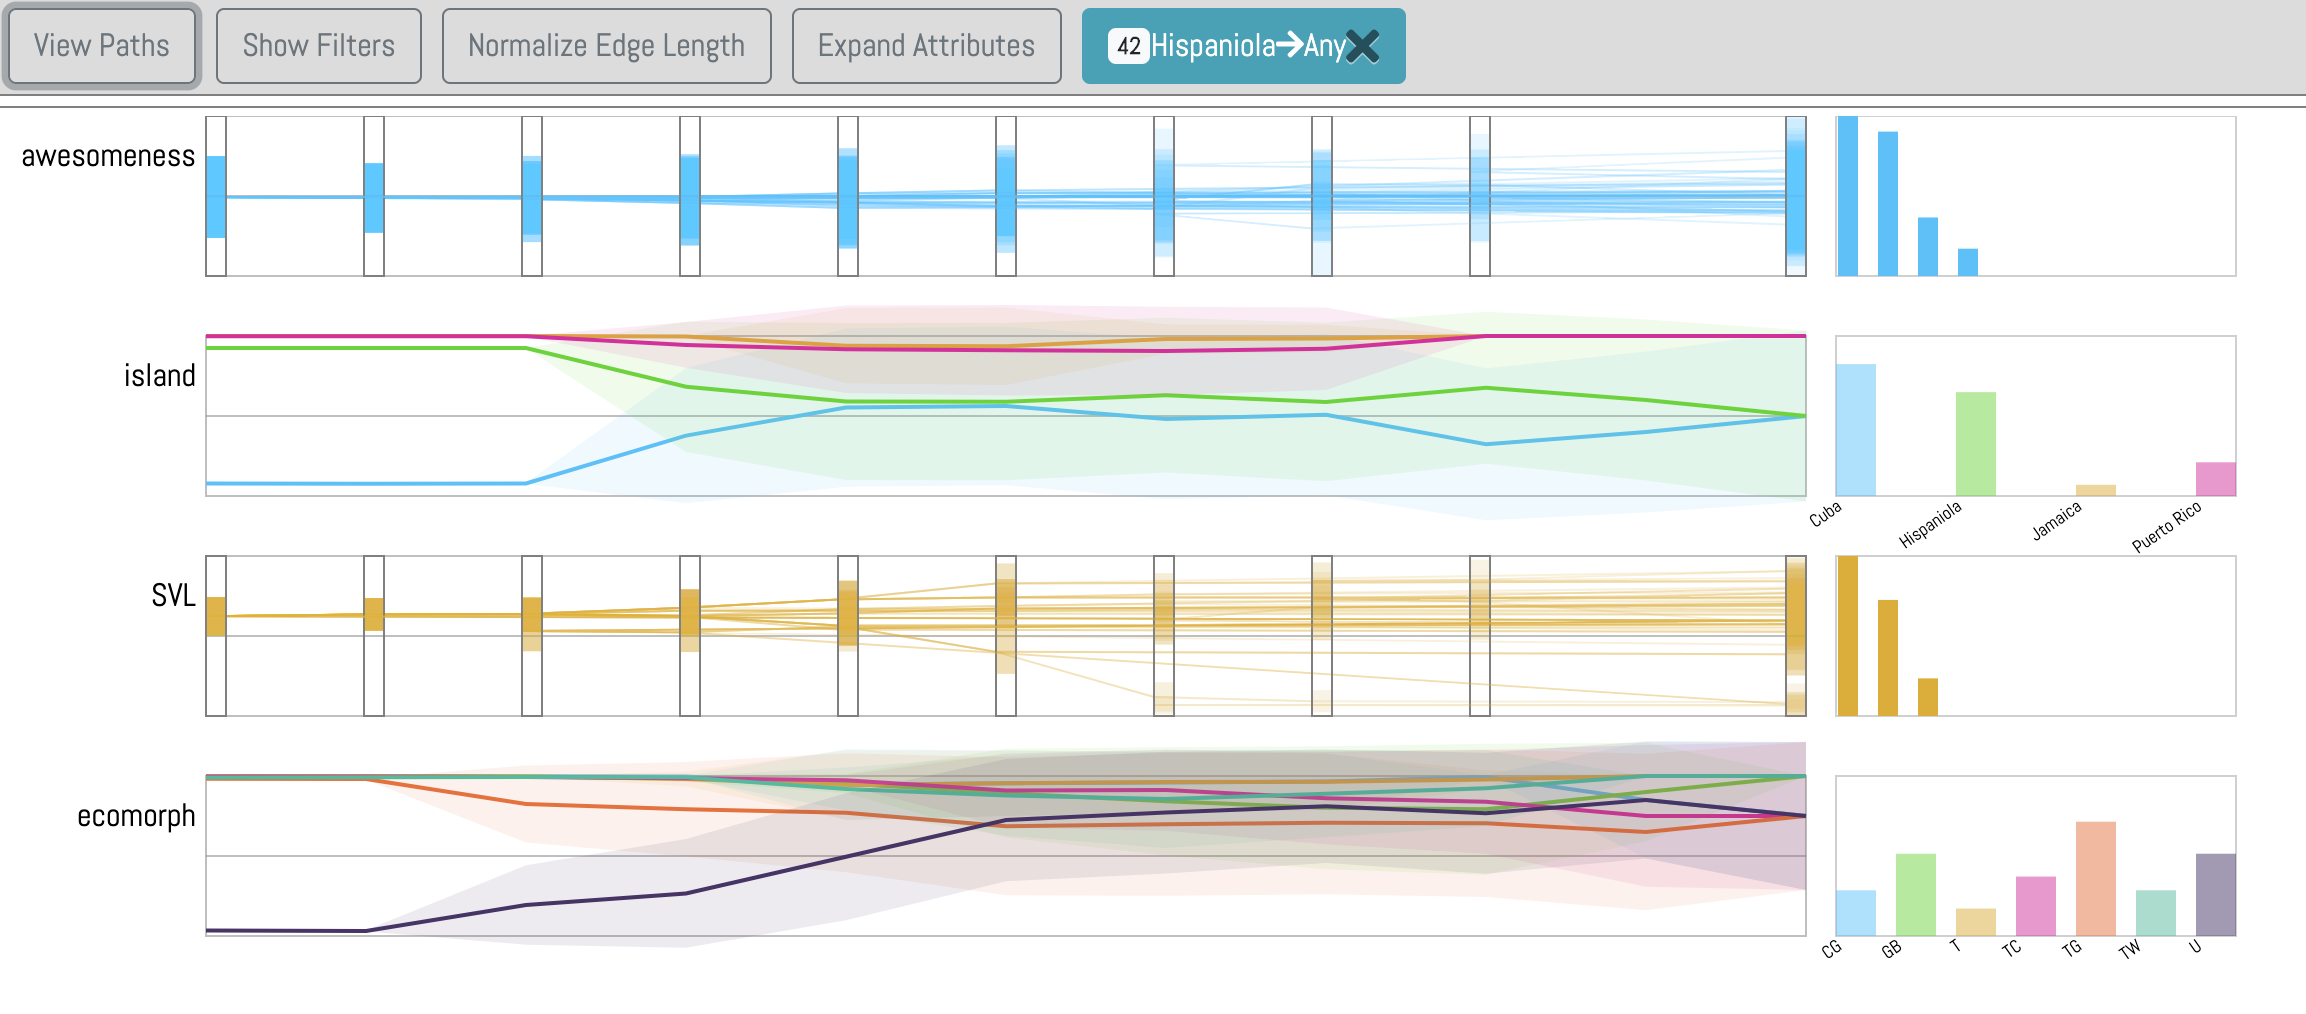 View Paths Show Filters Normalize Edge Length Expand Attributes 42 Hispaniola→Any✖
awesomeness
island
Cuba Hispaniola Jamaica Puerto Rico
SVL
ecomorph
CG GB T TC TG TW U